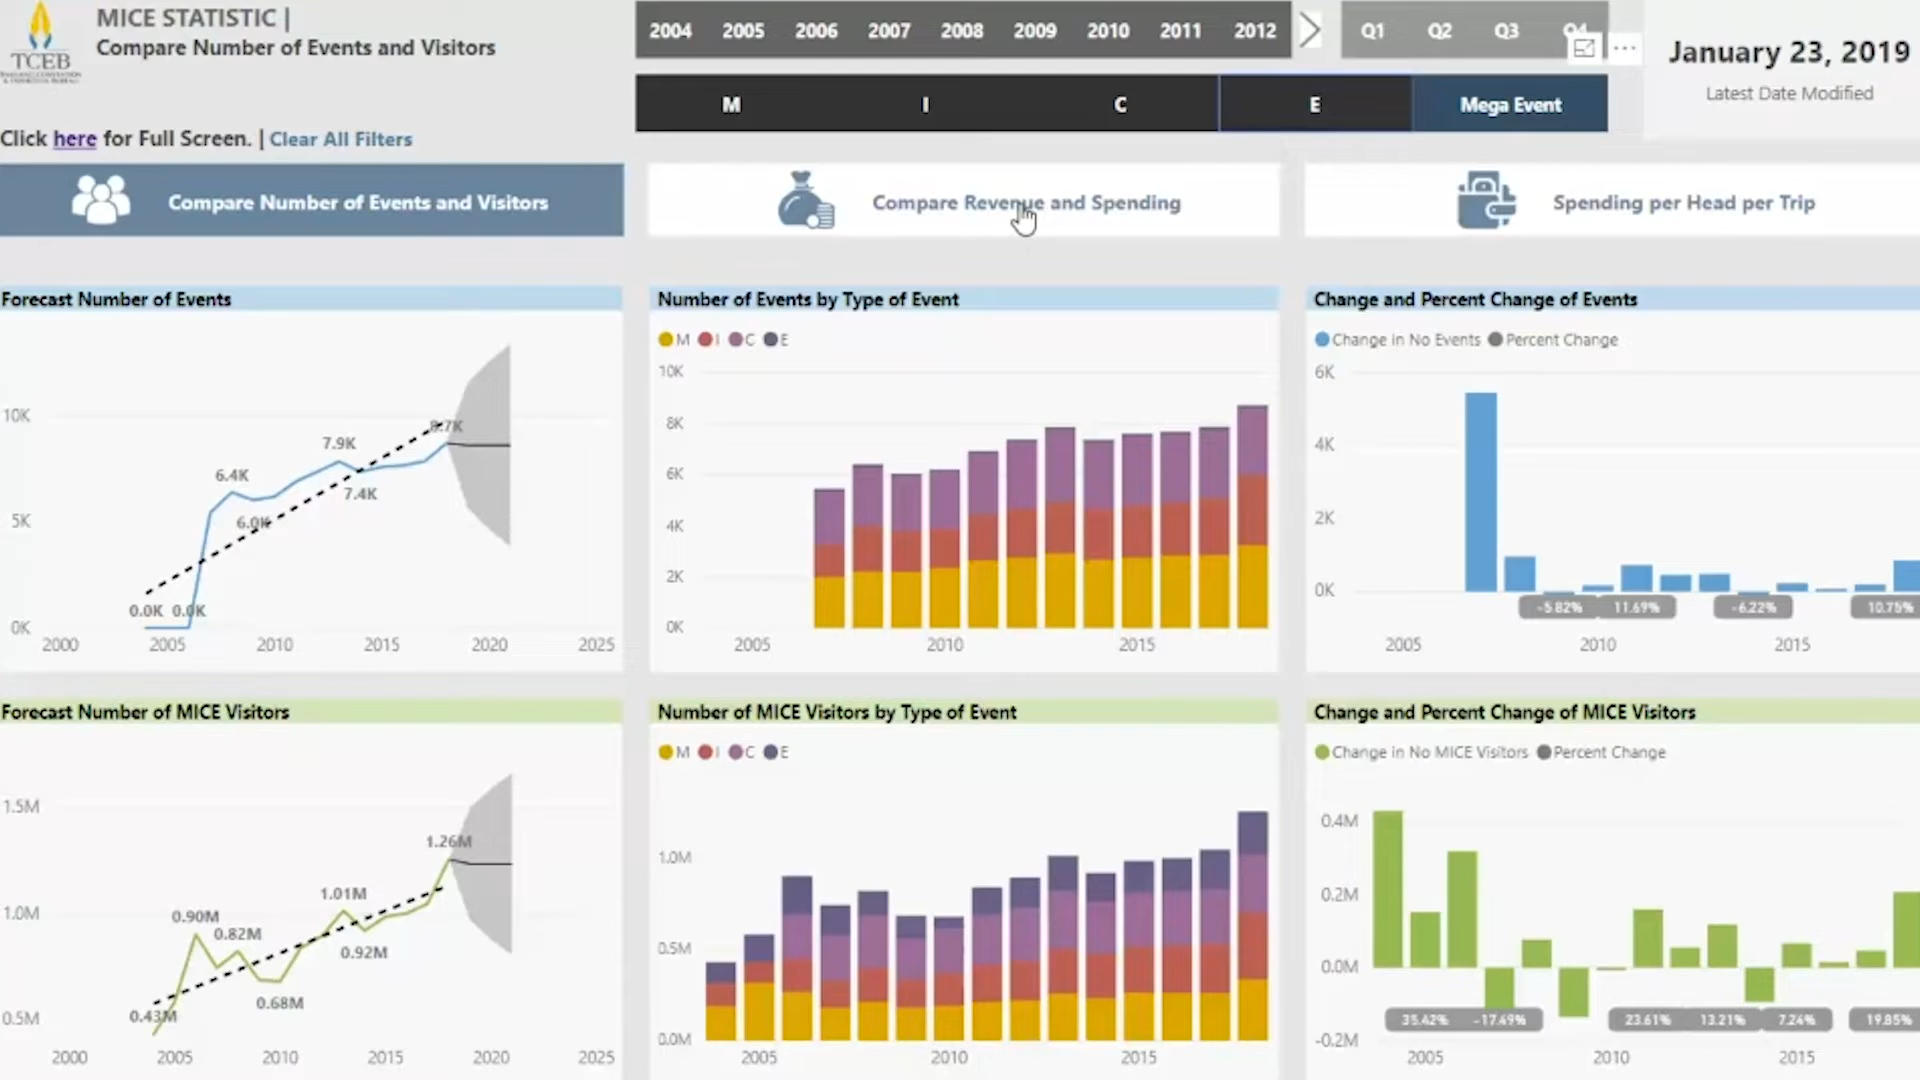 TCEB
MICE STATISTIC |
Compare Number of Events and Visitors
2004 2005 2006 2007 2008 2009 2010 2011 2012
Q1 Q2 Q3 Q4
M I C E Mega Event
January 23, 2019
Latest Date Modified
Click here for Full Screen. | Clear All Filters
Compare Number of Events and Visitors
Compare Revenue and Spending
Spending per Head per Trip
Forecast Number of Events
10K
5K
0K
8.7K
7.9K
6.4K
7.4K
6.0K
0.0K 0.0K
2000 2005 2010 2015 2020 2025
Number of Events by Type of Event
M I C E
10K
8K
6K
4K
2K
0K
2005 2010 2015
Change and Percent Change of Events
Change in No Events Percent Change
6K
4K
2K
0K
-5.82% 11.69% -6.22% 10.75%
2005 2010 2015
Forecast Number of MICE Visitors
1.5M
1.0M
0.5M
1.26M
1.01M
0.90M
0.82M
0.92M
0.68M
0.43M
2000 2005 2010 2015 2020 2025
Number of MICE Visitors by Type of Event
M I C E
1.0M
0.5M
0.0M
2005 2010 2015
Change and Percent Change of MICE Visitors
Change in No MICE Visitors Percent Change
0.4M
0.2M
0.0M
-0.2M
35.42% -17.49% 23.61% 13.21% 7.24% 19.85%
2005 2010 2015